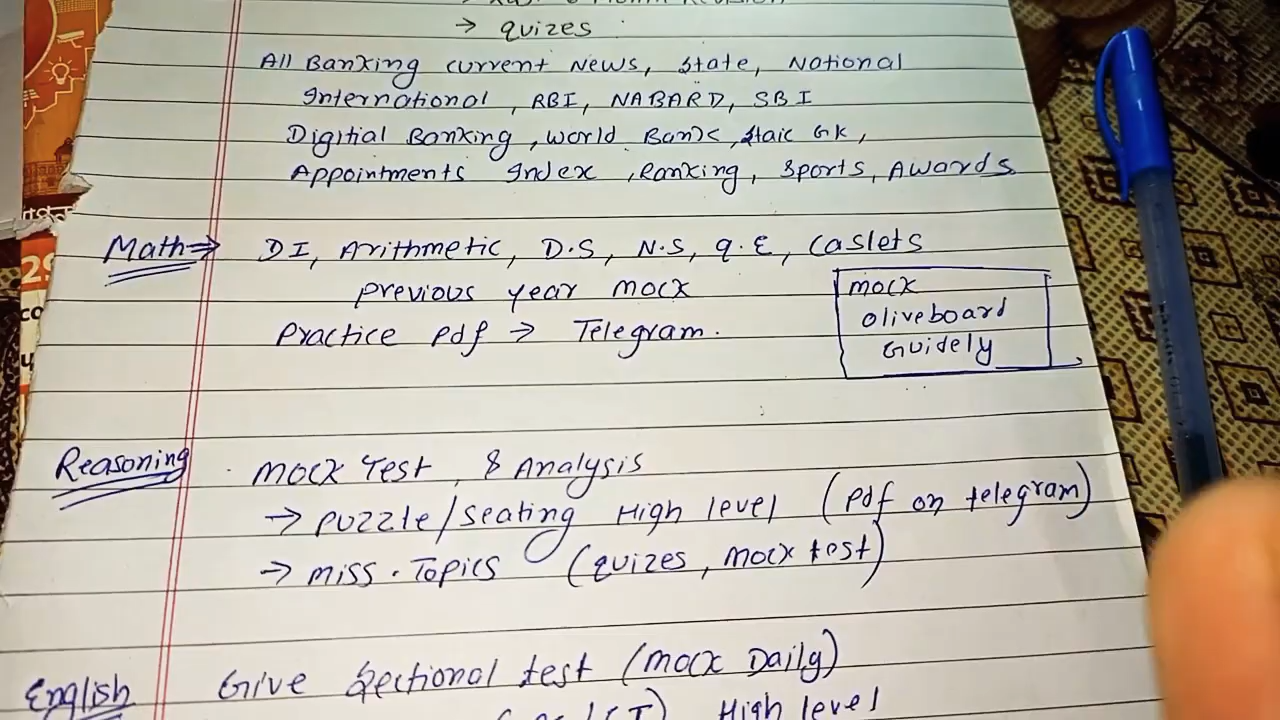 → quizes
All Banking current News, State, National
International, RBI, NABARD, SBI
Digitial Banking, World Bank, Staic GK,
Appointments Index, Ranking, Sports, Awards
Math ⇒ DI, Arithmetic, D.S, N.S, q.E, Caslets
previous year mock
Practice pdf → Telegram.
mock
oliveboard
Guidely
Reasoning . Mock Test, & Analysis
→ puzzle/seating High level (pdf on telegram)
→ miss. Topics (quizes, mock test)
English Give Sectional test (mock Daily)
High level
29